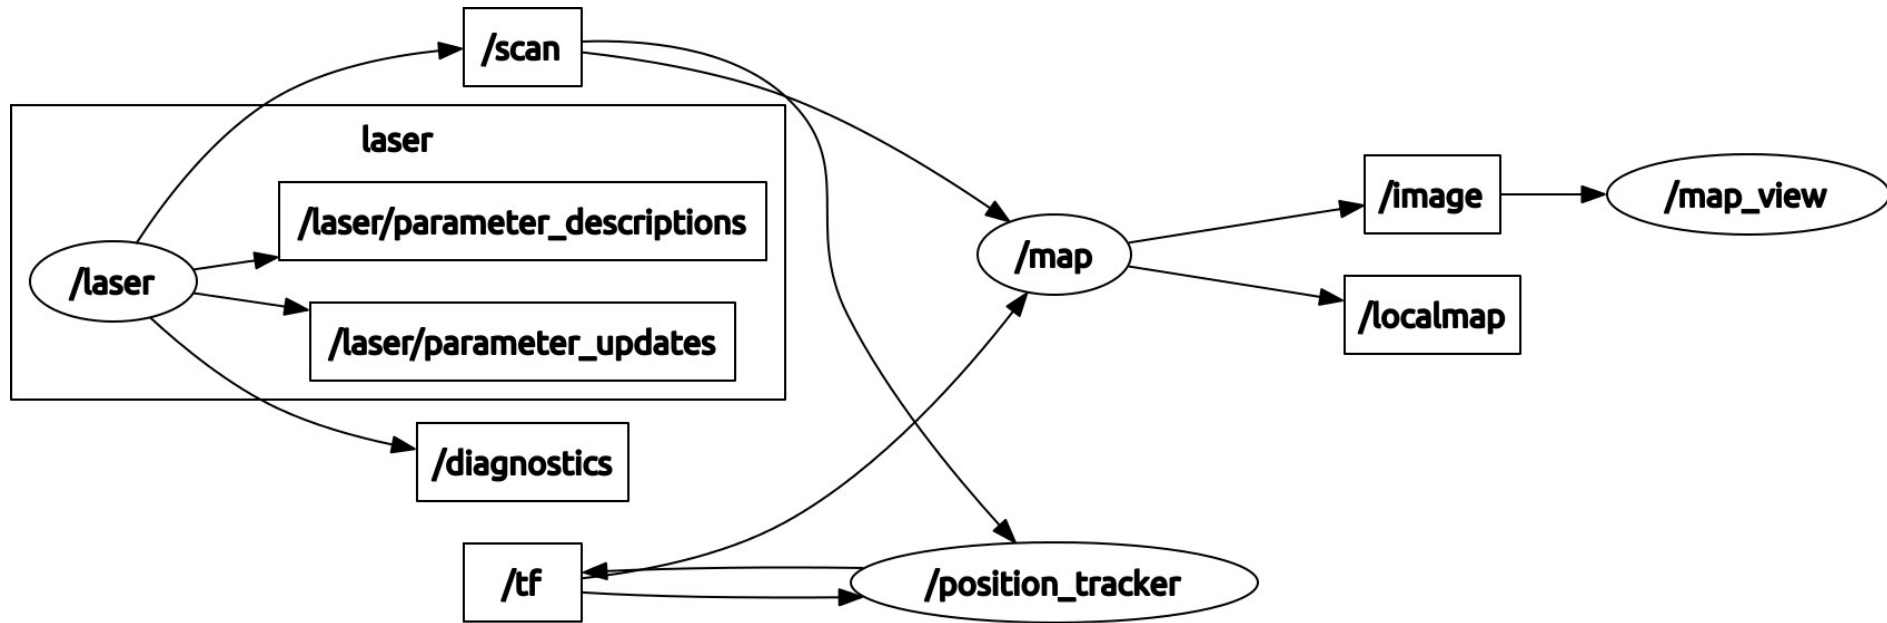 /scan
laser
/laser/parameter_descriptions
/laser
/laser/parameter_updates
/diagnostics
/tf
/map
/position_tracker
/image
/localmap
/map_view